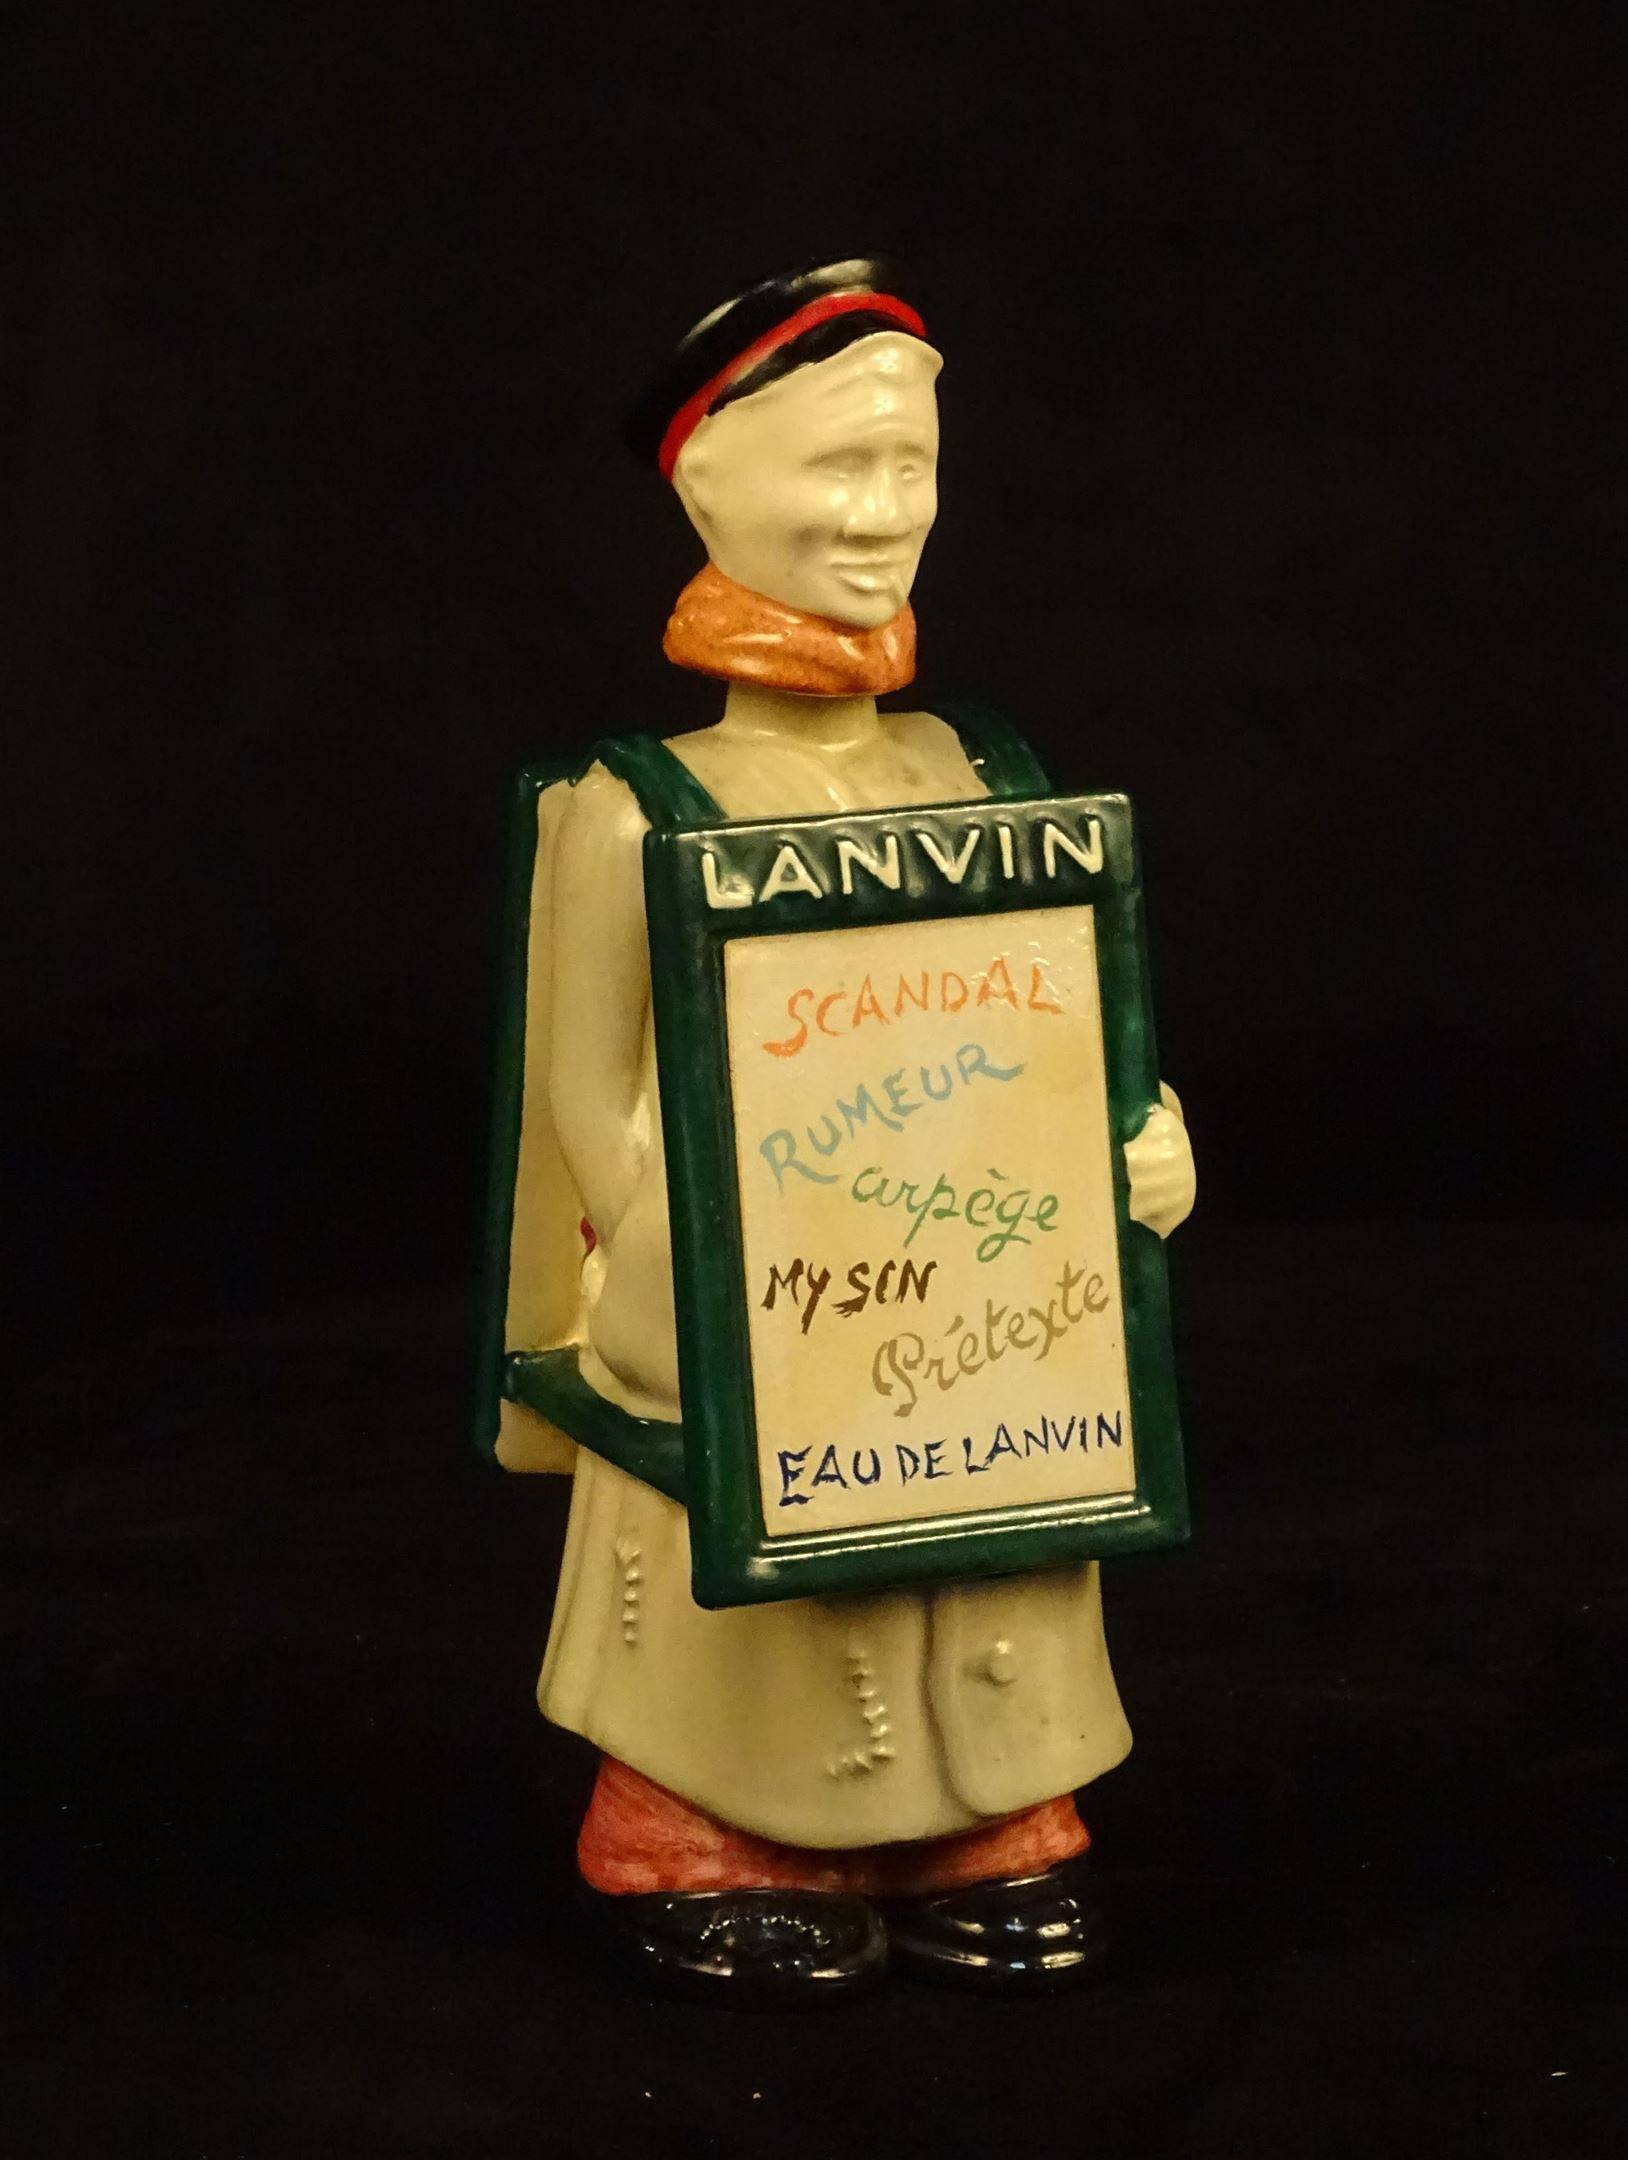 LANVIN
SCANDAL
RUMEUR
arpège
MY SIN
Prétexte
EAU DE LANVIN